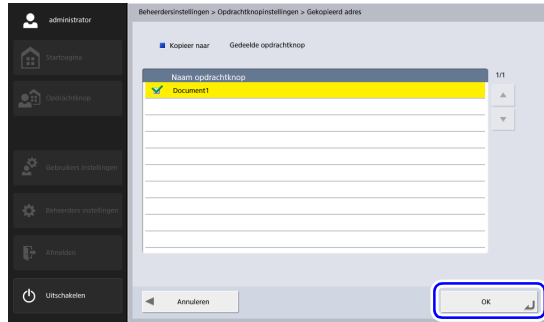 administrator
Startpagina
Opdrachtknop
Gebruikers instellingen
Beheerders instellingen
Afmelden
Uitschakelen
Beheerdersinstellingen > Opdrachtknopinstellingen > Gekopieerd adres
Kopieer naar Gedeelde opdrachtknop
Naam opdrachtknop
1/1
Document1
Annuleren
OK